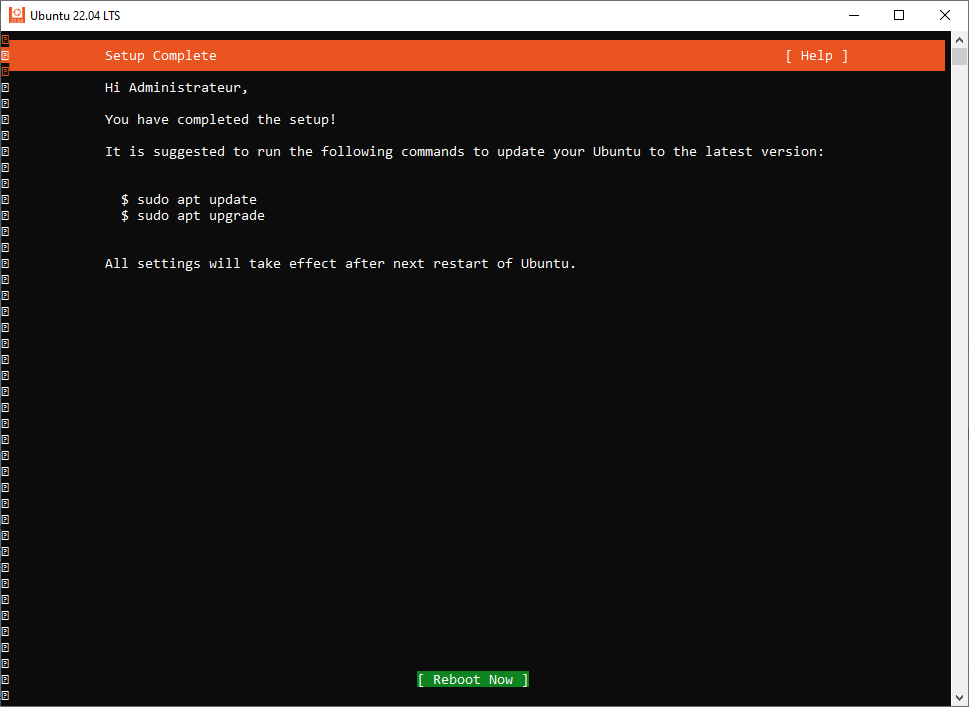 Ubuntu 22.04 LTS
Setup Complete [ Help ]
Hi Administrateur,
You have completed the setup!
It is suggested to run the following commands to update your Ubuntu to the latest version:
$ sudo apt update
$ sudo apt upgrade
All settings will take effect after next restart of Ubuntu.
[ Reboot Now ]